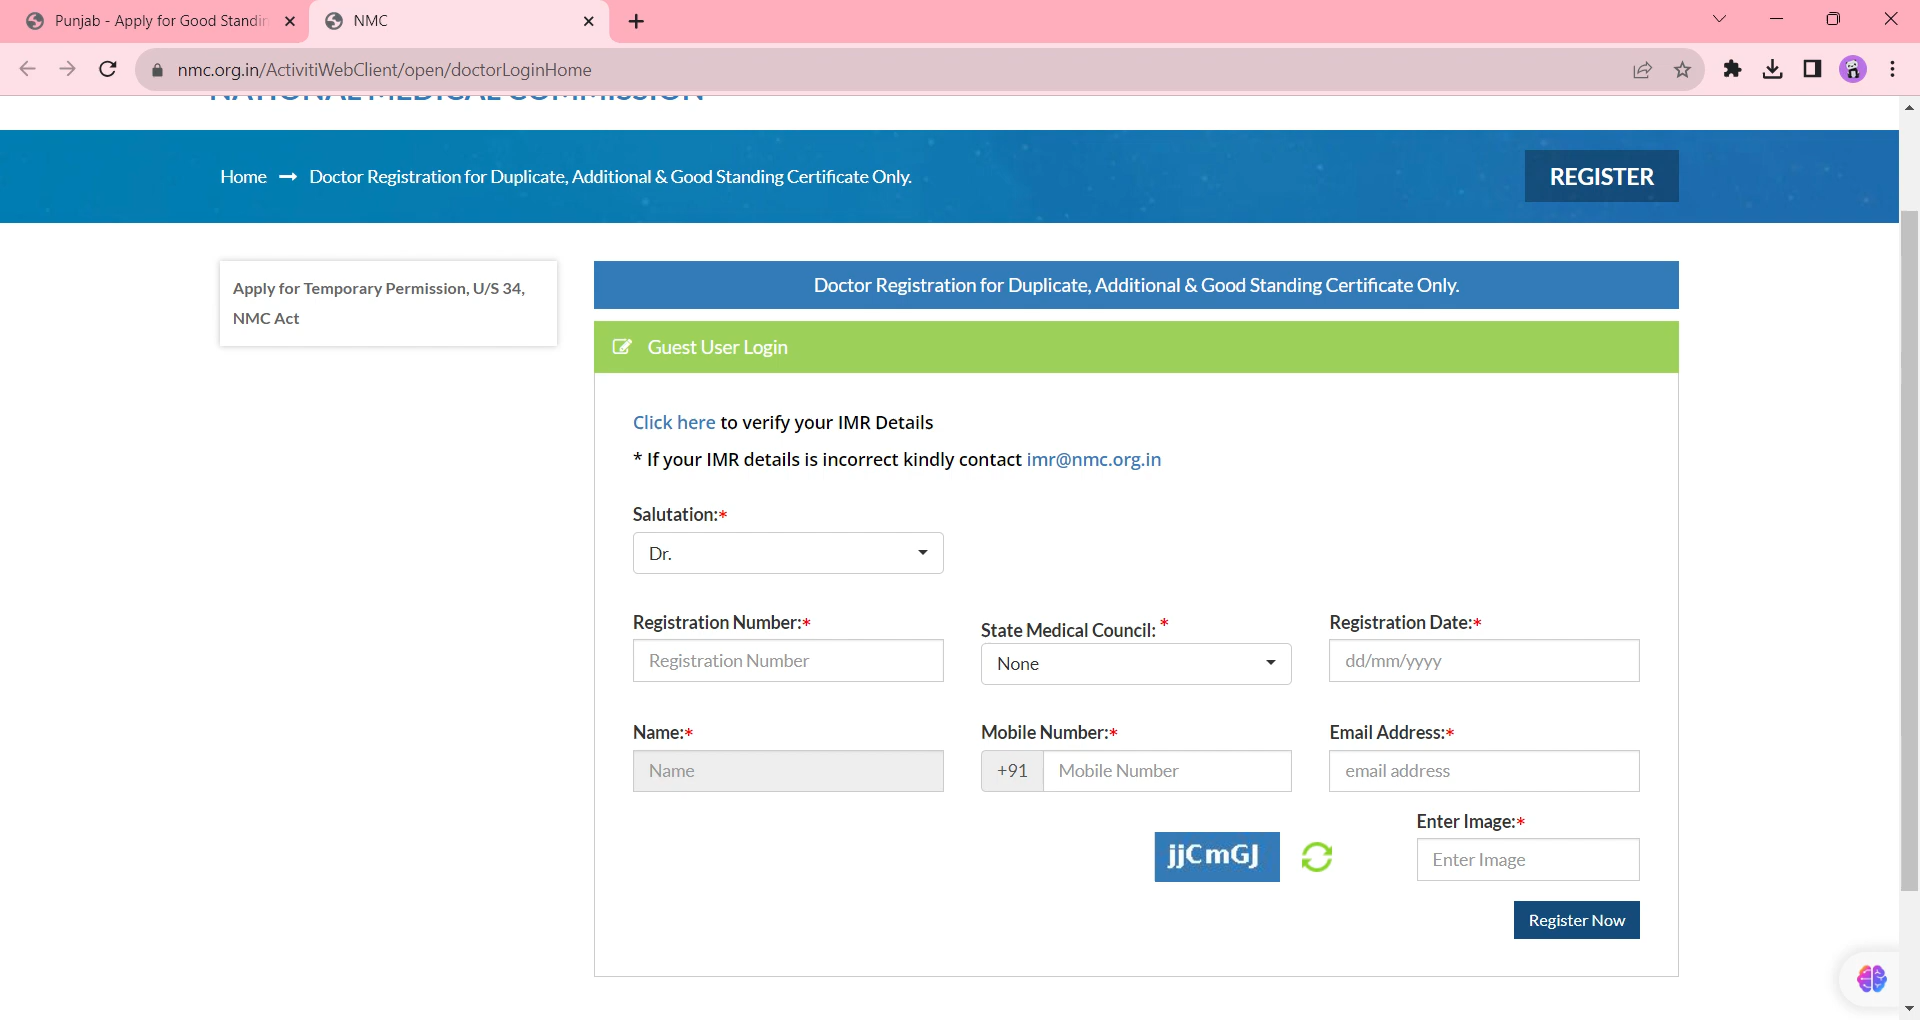 Punjab - Apply for Good Standin
NMC
nmc.org.in/ActivitiWebClient/open/doctorLoginHome
NATIONAL MEDICAL COMMISSION
Home → Doctor Registration for Duplicate, Additional & Good Standing Certificate Only.
REGISTER
Apply for Temporary Permission, U/S 34,
NMC Act
Doctor Registration for Duplicate, Additional & Good Standing Certificate Only.
Guest User Login
Click here to verify your IMR Details
* If your IMR details is incorrect kindly contact imr@nmc.org.in
Salutation:*
Dr.
Registration Number:*
State Medical Council: *
Registration Date:*
Registration Number
None
dd/mm/yyyy
Name:*
Mobile Number:*
Email Address:*
Name
+91
Mobile Number
email address
Enter Image:*
jjCmGJ
Enter Image
Register Now